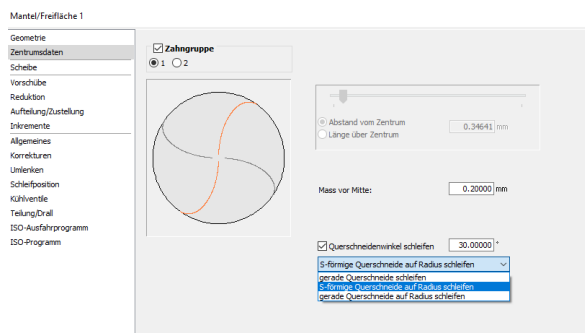 Mantel/Freifläche 1
Geometrie
Zentrumsdaten
Scheibe
Vorschübe
Reduktion
Aufteilung/Zustellung
Inkremente
Allgemeines
Korrekturen
Umlenken
Schleifposition
Kühlventile
Teilung/Drall
ISO-Ausfahrprogramm
ISO-Programm
Zahngruppe
1 2
Abstand vom Zentrum
Länge über Zentrum
0.34641 mm
Mass vor Mitte: 0.20000 mm
Querschneidenwinkel schleifen 30.00000 °
S-förmige Querschneide auf Radius schleifen
gerade Querschneide schleifen
S-förmige Querschneide auf Radius schleifen
gerade Querschneide auf Radius schleifen